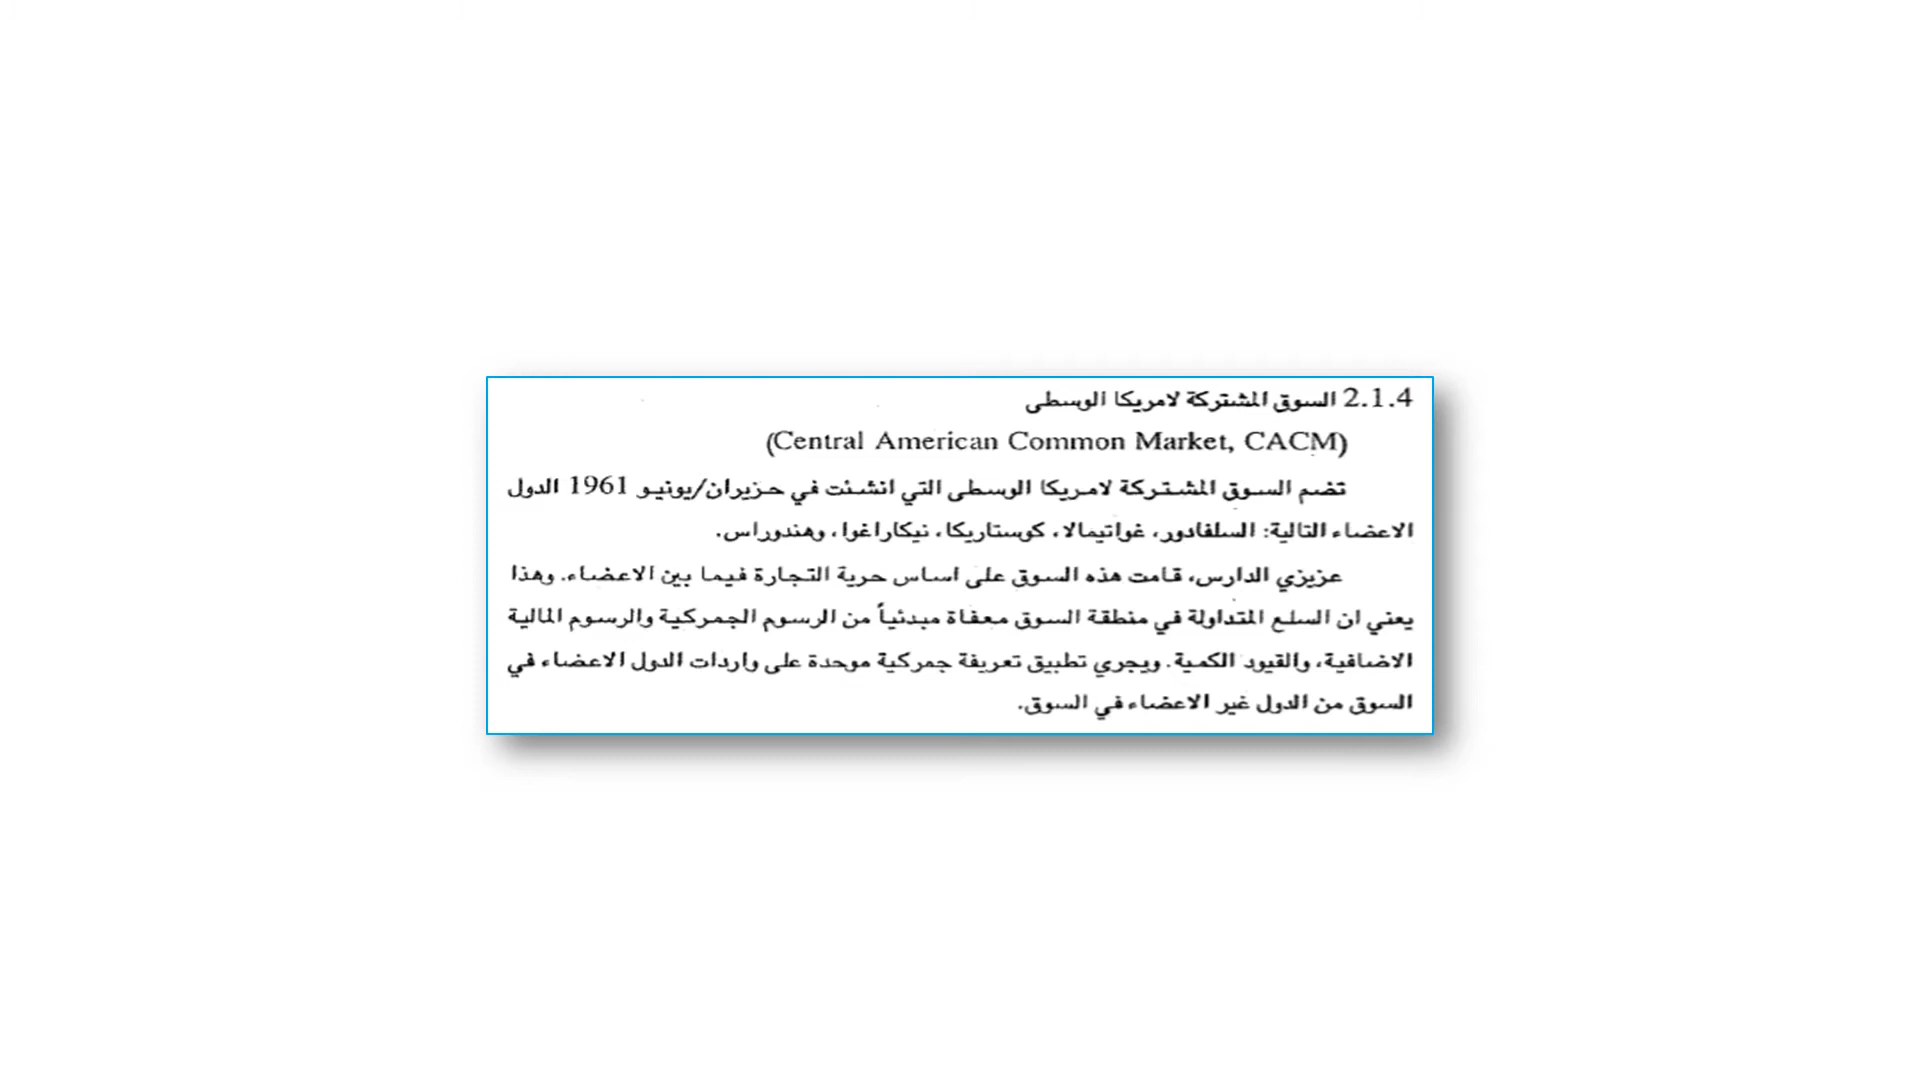 2.1.4 السوق المشتركة لامريكا الوسطى
(Central American Common Market, CACM)
تضم السوق المشتركة لامريكا الوسطى التي انشئت في حزيران/يونيو 1961 الدول
الاعضاء التالية: السلفادور، غواتيمالا، كوستاريكا، نيكاراغوا، وهندوراس.
عزيزي الدارس، قامت هذه السوق على اساس حرية التجارة فيما بين الاعضاء. وهذا
يعني ان السلع المتداولة في منطقة السوق معفاة مبدئياً من الرسوم الجمركية والرسوم المالية
الاضافية، والقيود الكمية. ويجري تطبيق تعريفة جمركية موحدة على واردات الدول الاعضاء في
السوق من الدول غير الاعضاء في السوق.